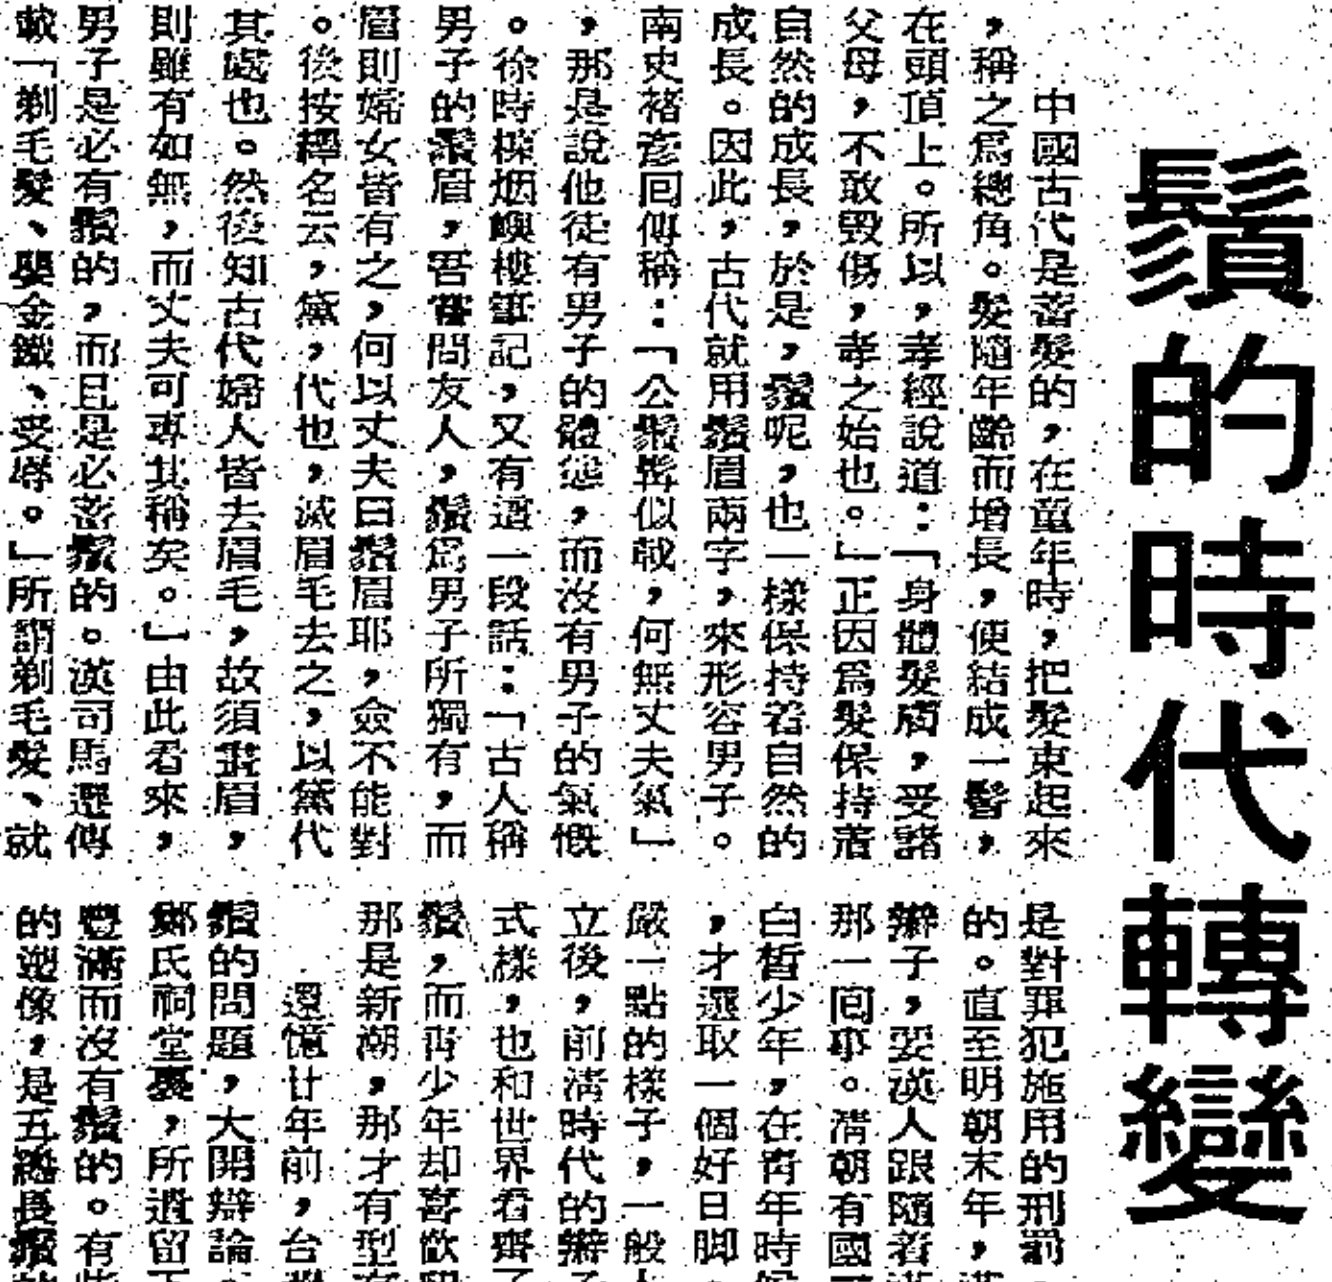 鬚的時代轉變
中國古代是蓄髮的，在童年時，把髮束起來
，稱之爲總角。髮隨年齡而增長，便結成一髻，
在頭頂上。所以，孝經說道：「身體髮膚，受諸
父母，不敢毀傷，孝之始也。」正因爲髮保持着
自然的成長，於是，鬚呢，也一樣保持着自然的
成長。因此，古代就用鬚眉兩字，來形容男子。
南史褚彥回傳稱：「公鬚髯似戟，何無丈夫氣」
，那是說他徒有男子的體態，而沒有男子的氣慨
。徐時棟烟嶼樓筆記，又有這一段話：「古人稱
男子的鬚眉，吾嘗問友人，鬚爲男子所獨有，而
眉則婦女皆有之，何以丈夫曰鬚眉耶，僉不能對
。後按釋名云，黛，代也，滅眉毛去之，以黛代
其處也。然後知古代婦人皆去眉毛，故須畫眉，
則雖有如無，而丈夫可專其稱矣。」由此看來，
男子是必有鬚的，而且是必蓄鬚的。漢司馬遷傳
載「剃毛髮、嬰金鐵、受辱。」所謂剃毛髮、就
是對罪犯施用的刑罰
的。直至明朝末年，
辮子，要漢人跟隨着
那一回事。清朝有國
白皙少年，在青年時
，才選取一個好日脚
嚴一點的樣子，一般
立後，前清時代的辮
式樣，也和世界看齊
鬚，而青少年却喜歡
那是新潮，那才有型
還憶廿年前，台
鬚的問題，大開辯論
鄭氏祠堂裏，所遺留
豐滿而沒有鬚的。有
的塑像，是五綹長鬚